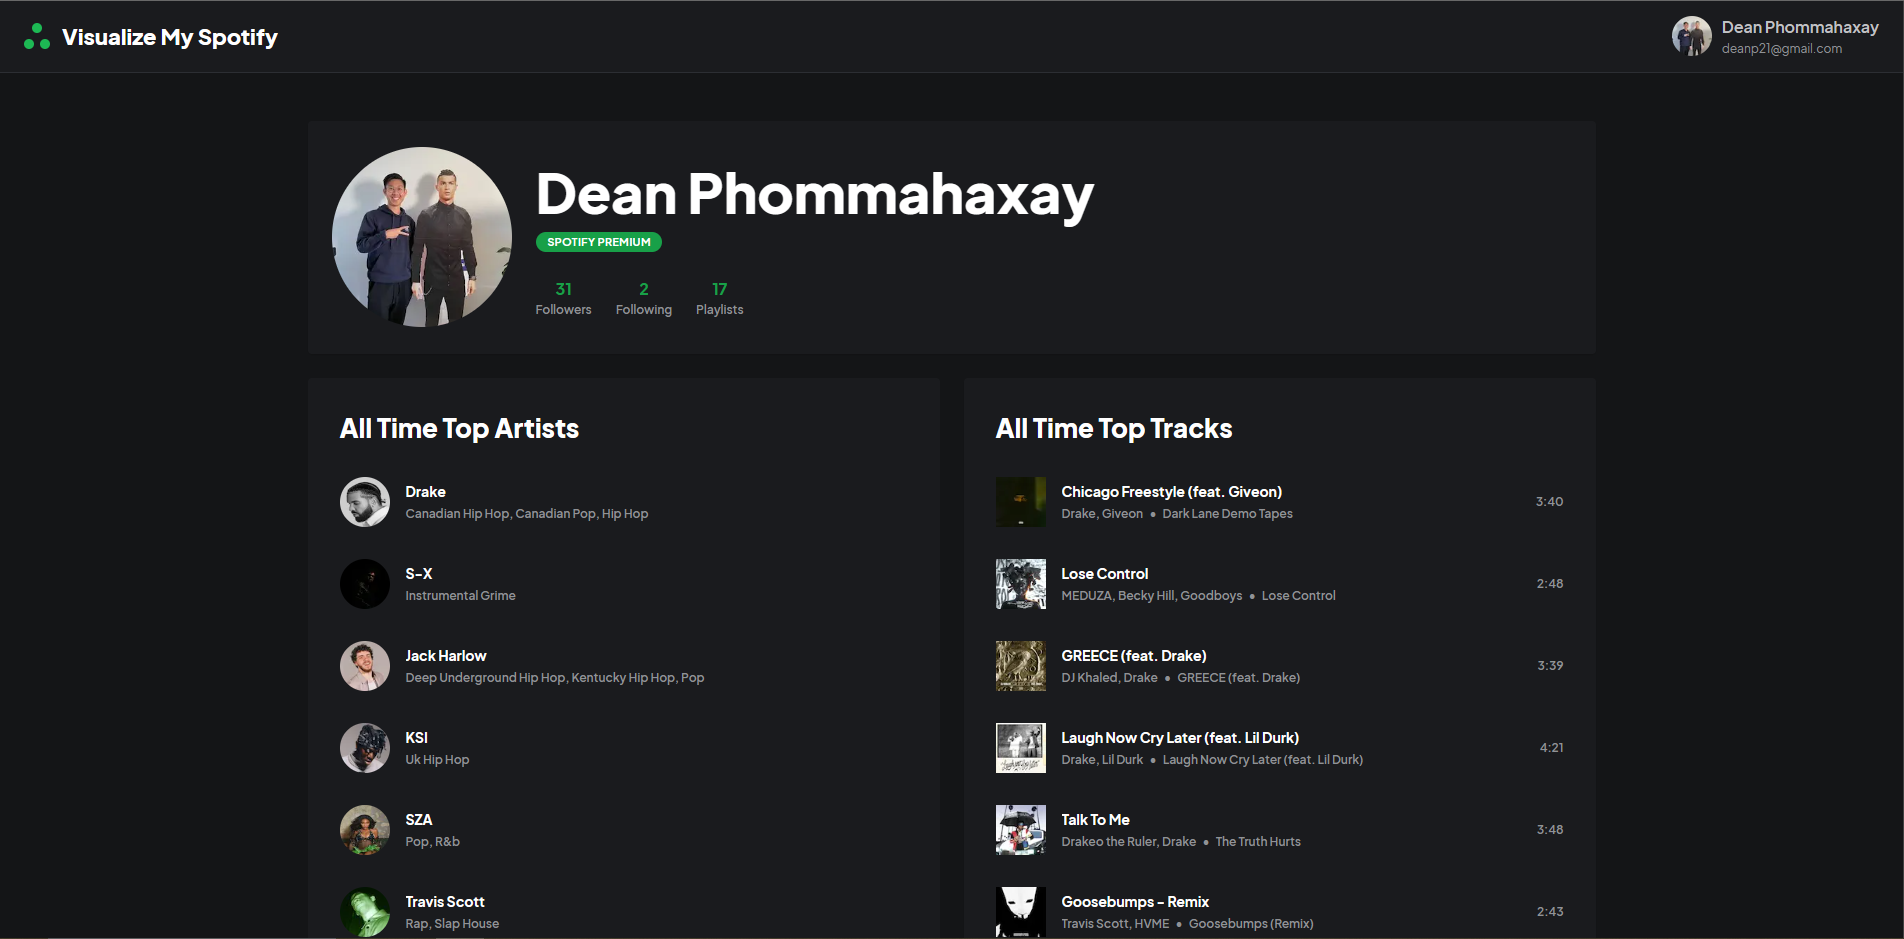 Visualize My Spotify
Dean Phommahaxay
deanp21@gmail.com
Dean Phommahaxay
SPOTIFY PREMIUM
31 2 17
Followers Following Playlists
All Time Top Artists
Drake
Canadian Hip Hop, Canadian Pop, Hip Hop
S-X
Instrumental Grime
Jack Harlow
Deep Underground Hip Hop, Kentucky Hip Hop, Pop
KSI
Uk Hip Hop
SZA
Pop, R&b
Travis Scott
Rap, Slap House
All Time Top Tracks
Chicago Freestyle (feat. Giveon)
Drake, Giveon • Dark Lane Demo Tapes
3:40
Lose Control
MEDUZA, Becky Hill, Goodboys • Lose Control
2:48
GREECE (feat. Drake)
DJ Khaled, Drake • GREECE (feat. Drake)
3:39
Laugh Now Cry Later (feat. Lil Durk)
Drake, Lil Durk • Laugh Now Cry Later (feat. Lil Durk)
4:21
Talk To Me
Drakeo the Ruler, Drake • The Truth Hurts
3:48
Goosebumps - Remix
Travis Scott, HVME • Goosebumps (Remix)
2:43